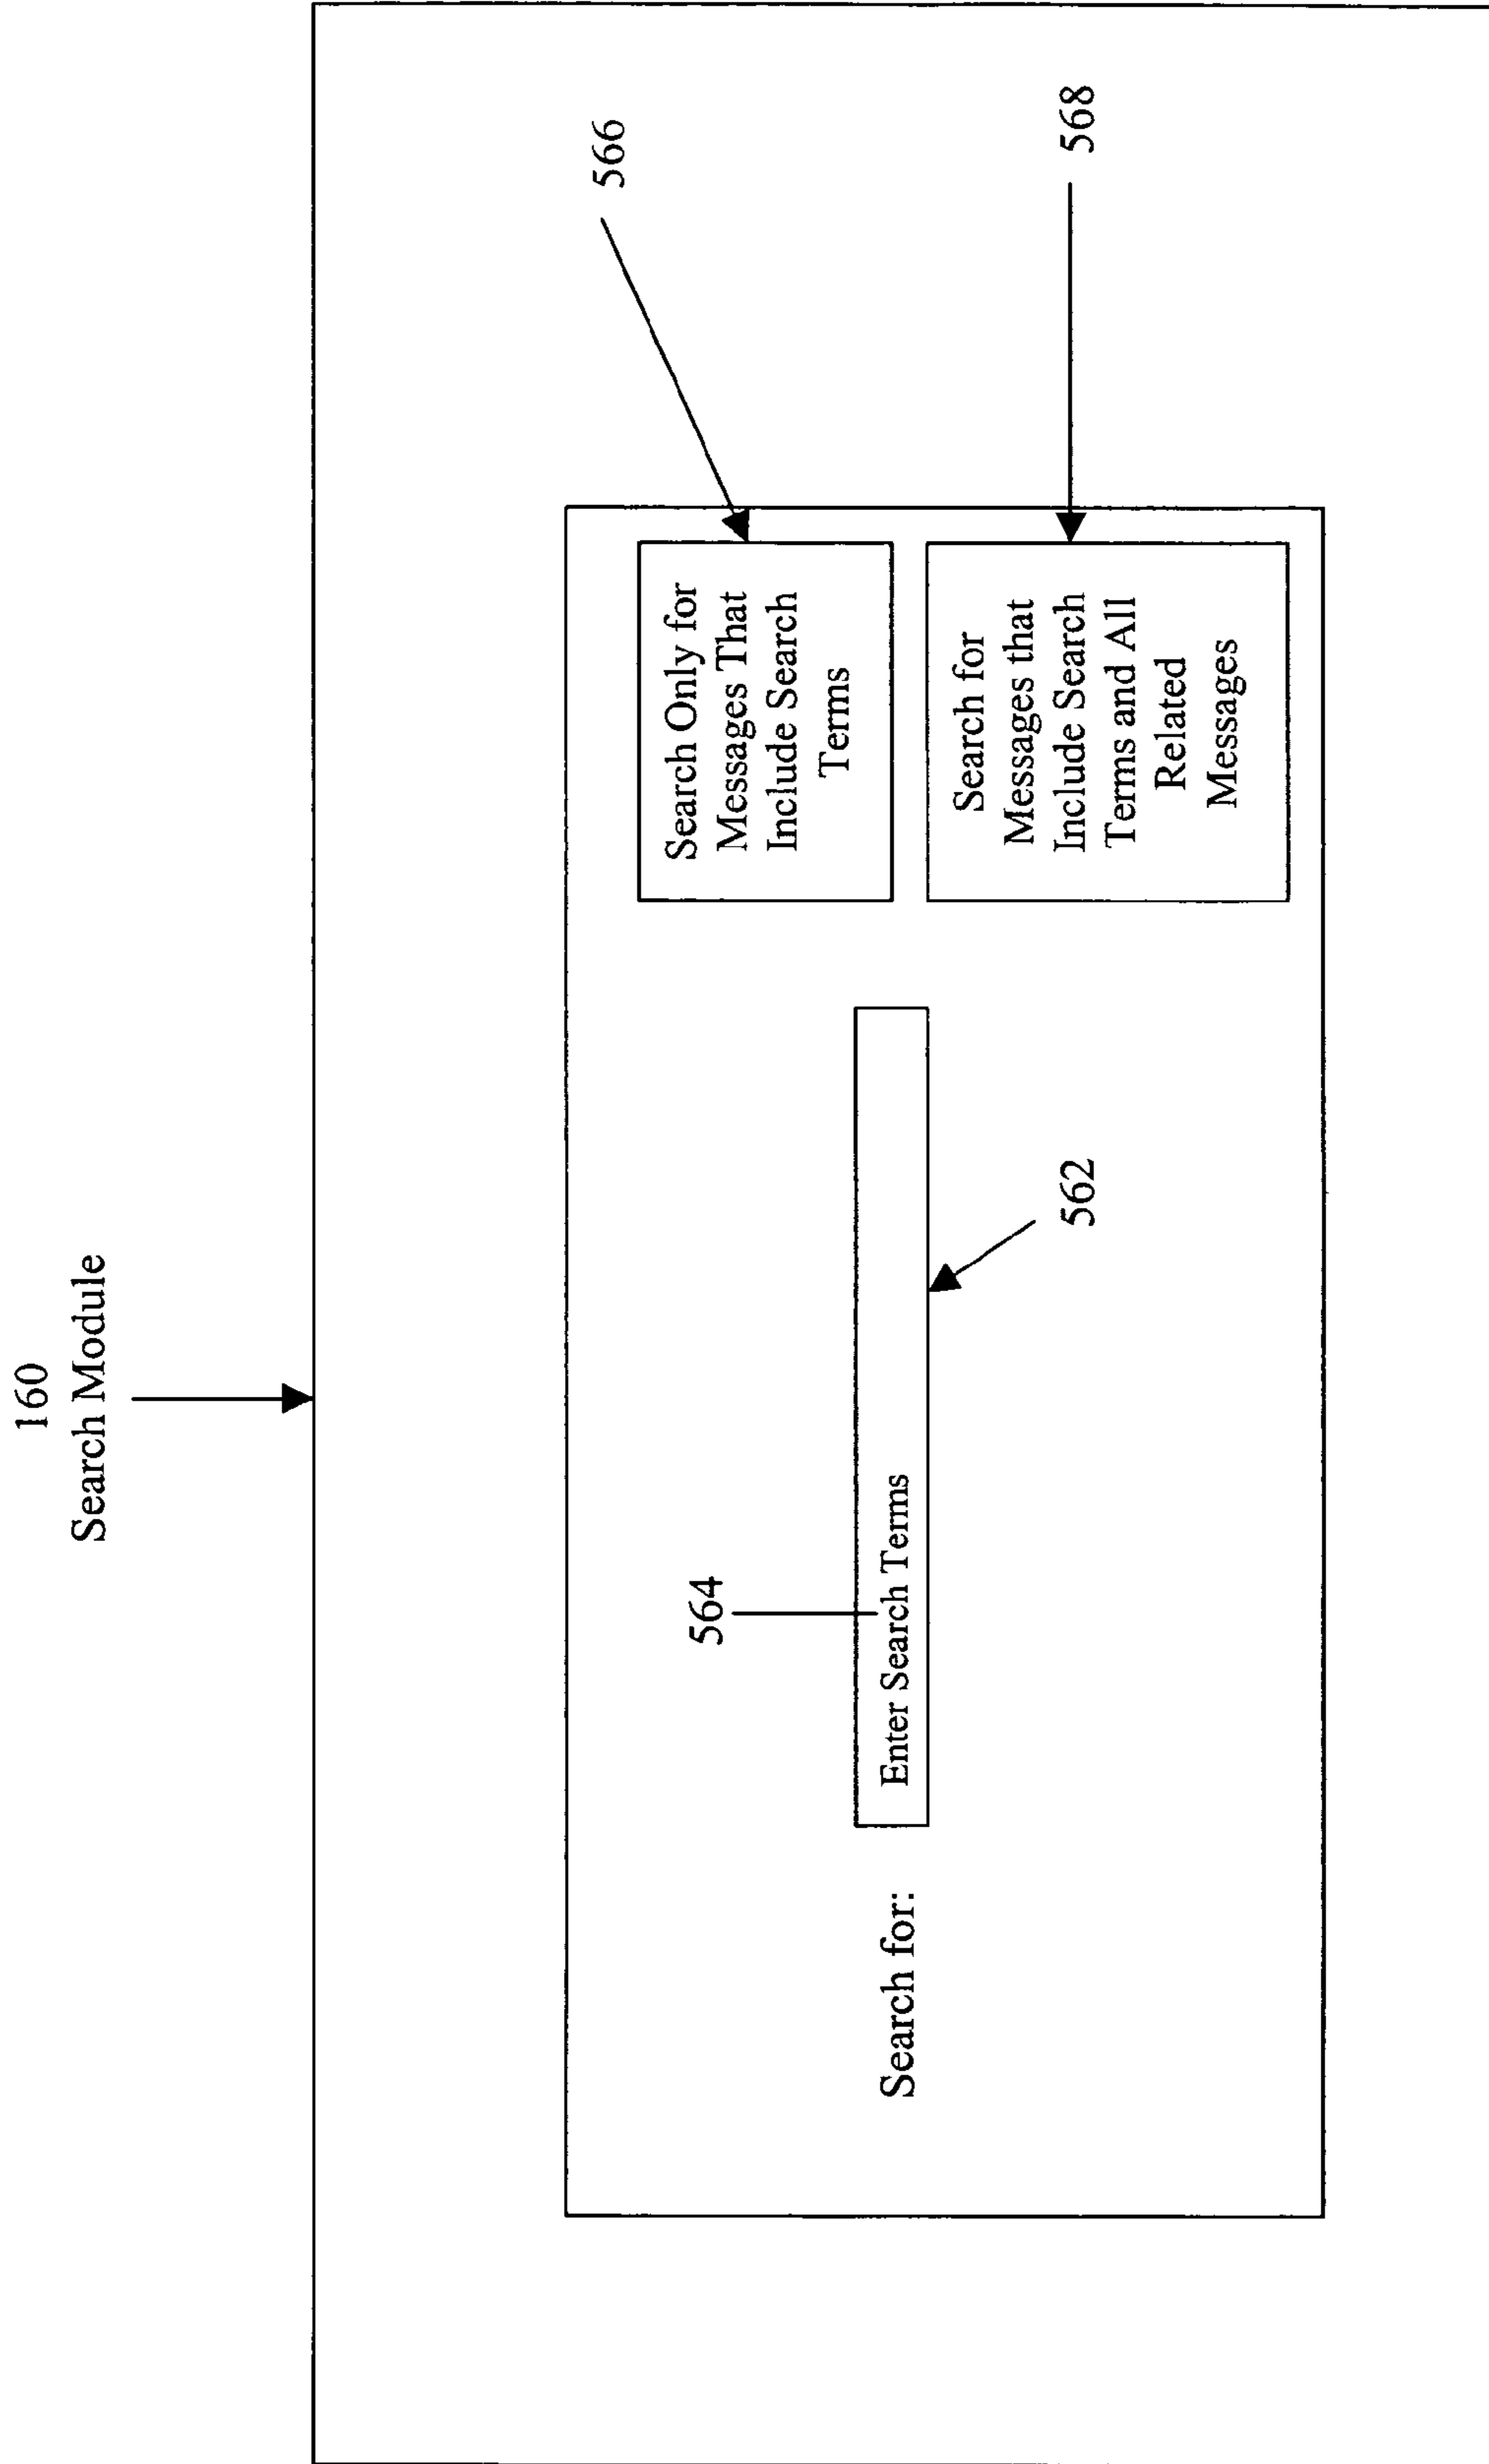 160
Search Module
566
Search Only for
Messages That
Include Search
Terms
564
Search for:
Enter Search Terms
562
Search for
Messages that
Include Search
Terms and All
Related
Messages
568